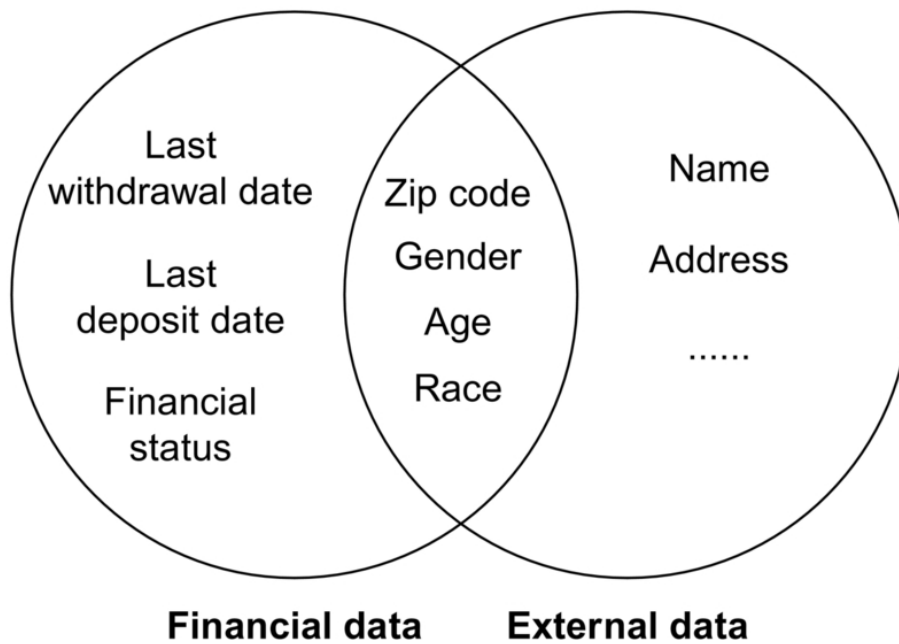 Last
withdrawal date
Last
deposit date
Financial
status
Zip code
Gender
Age
Race
Name
Address
......
Financial data
External data